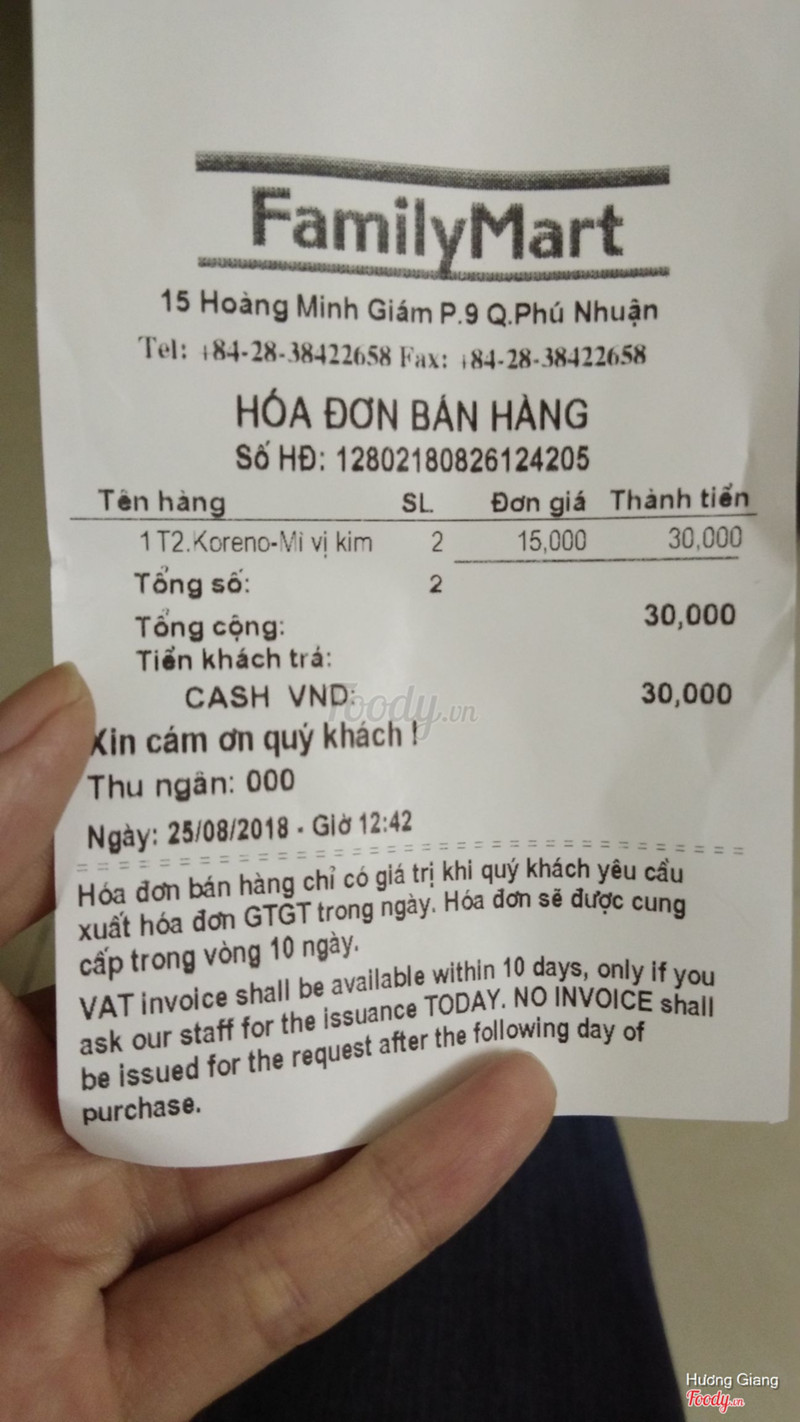 FamilyMart
15 Hoàng Minh Giám P.9 Q.Phú Nhuận
Tel: +84-28-38422658 Fax: +84-28-38422658
HÓA ĐƠN BÁN HÀNG
Số HĐ: 12802180826124205
Tên hàng SL Đơn giá Thành tiển
1 T2.Koreno-Mì vị kim 2 15,000 30,000
Tổng số: 2
Tổng cộng: 30,000
Tiển khách trả:
CASH VND: 30,000
Foody.vn
Xin cám ơn quý khách !
Thu ngân: 000
Ngày: 25/08/2018 - Giờ 12:42
Hóa đơn bán hàng chỉ có giá trị khi quý khách yêu cầu
xuất hóa đơn GTGT trong ngày. Hóa đơn sẽ được cung
cấp trong vòng 10 ngày.
VAT invoice shall be available within 10 days, only if you
ask our staff for the issuance TODAY. NO INVOICE shall
be issued for the request after the following day of
purchase.
Hương Giang
Foody.vn